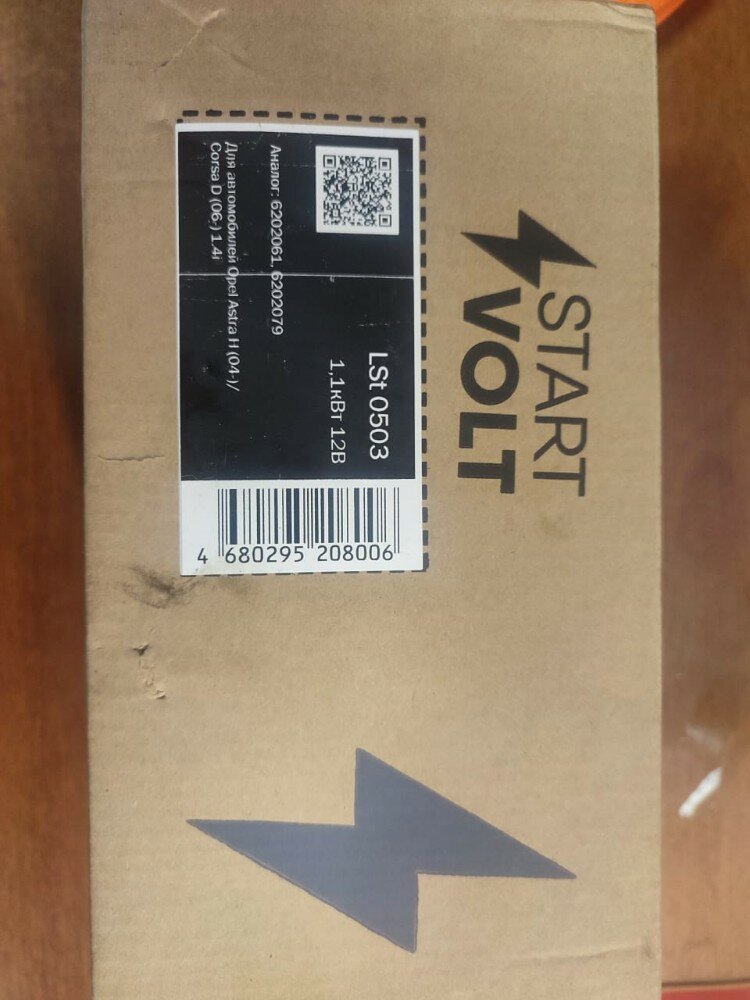 START
VOLT
LSt 0503
1,1кВт 12В
Аналог: 6202061, 6202079
Для автомобилей Opel Astra H (04-)/
Corsa D (06-) 1.4i
4 680295 208006